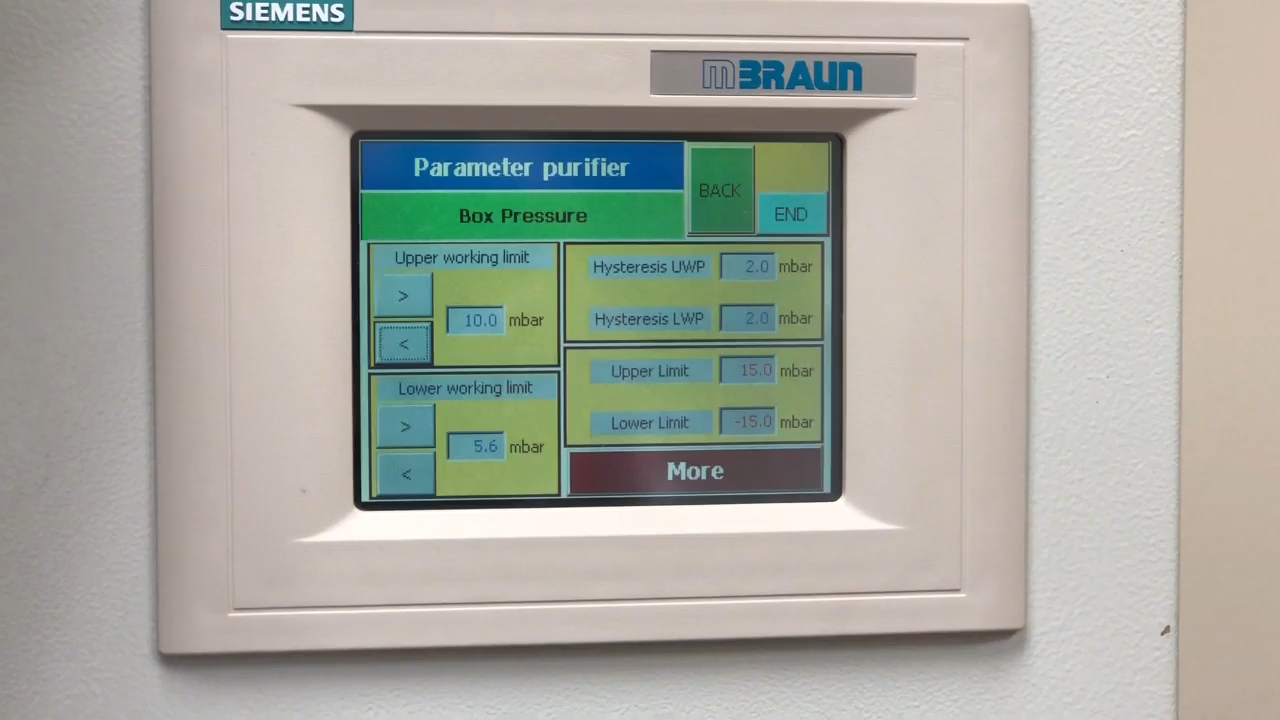 SIEMENS
mBRAUN
Parameter purifier
BACK
Box Pressure
END
Upper working limit
>
10.0 mbar
<
Lower working limit
>
5.6 mbar
<
Hysteresis UWP 2.0 mbar
Hysteresis LWP 2.0 mbar
Upper Limit 15.0 mbar
Lower Limit -15.0 mbar
More